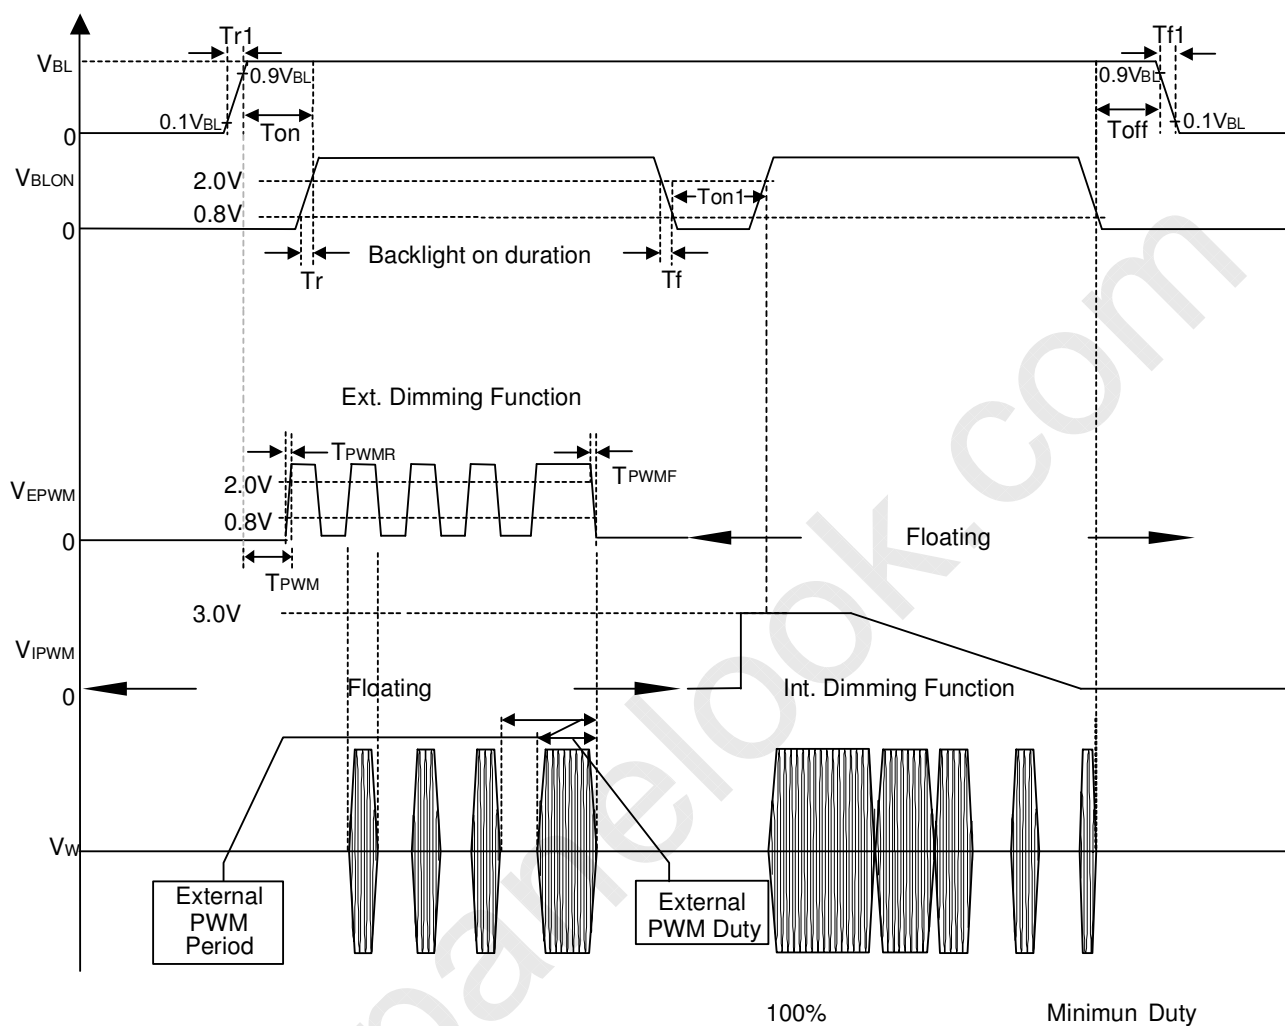 Tr1
Tf1
VBL
0.9VBL
0.9VBL
0.1VBL
Ton
Toff
0.1VBL
0
VBLON
2.0V
Ton1
0.8V
0
Backlight on duration
Tr
Tf
Ext. Dimming Function
TPWMR
TPWMF
VEPWM
2.0V
0.8V
0
Floating
TPWM
3.0V
VIPWM
0
Floating
Int. Dimming Function
VW
External
PWM
Period
External
PWM Duty
100%
Minimun Duty
panelook.com